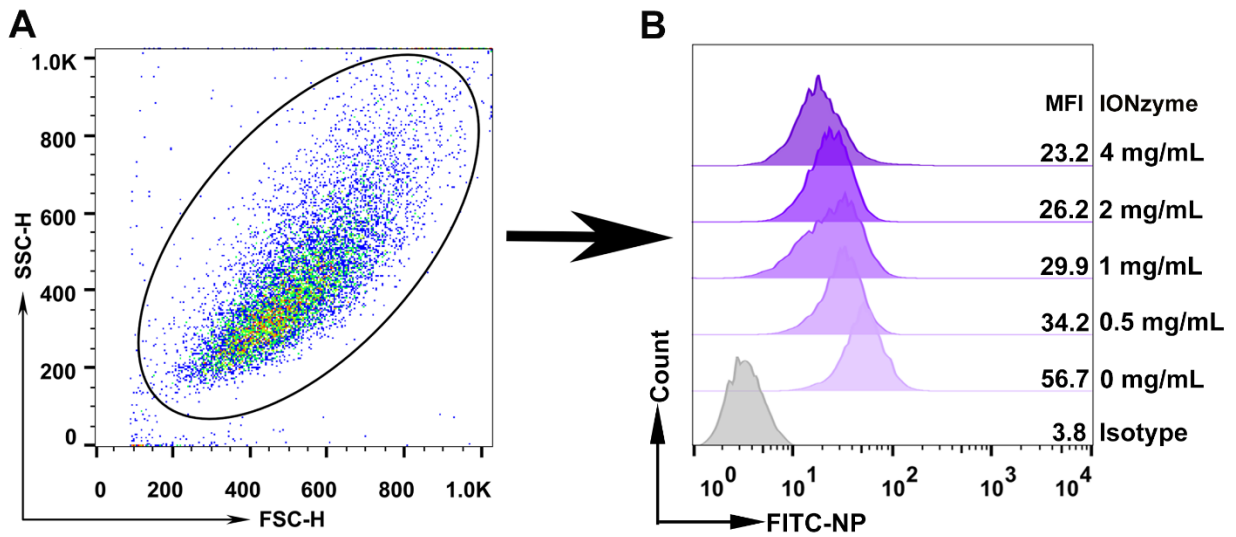 A
1.0K
800
600
400
200
0
SSC-H
0 200 400 600 800 1.0K
FSC-H
B
MFI IONzyme
23.2 4 mg/mL
26.2 2 mg/mL
29.9 1 mg/mL
34.2 0.5 mg/mL
56.7 0 mg/mL
3.8 Isotype
Count
10⁰ 10¹ 10² 10³ 10⁴
FITC-NP